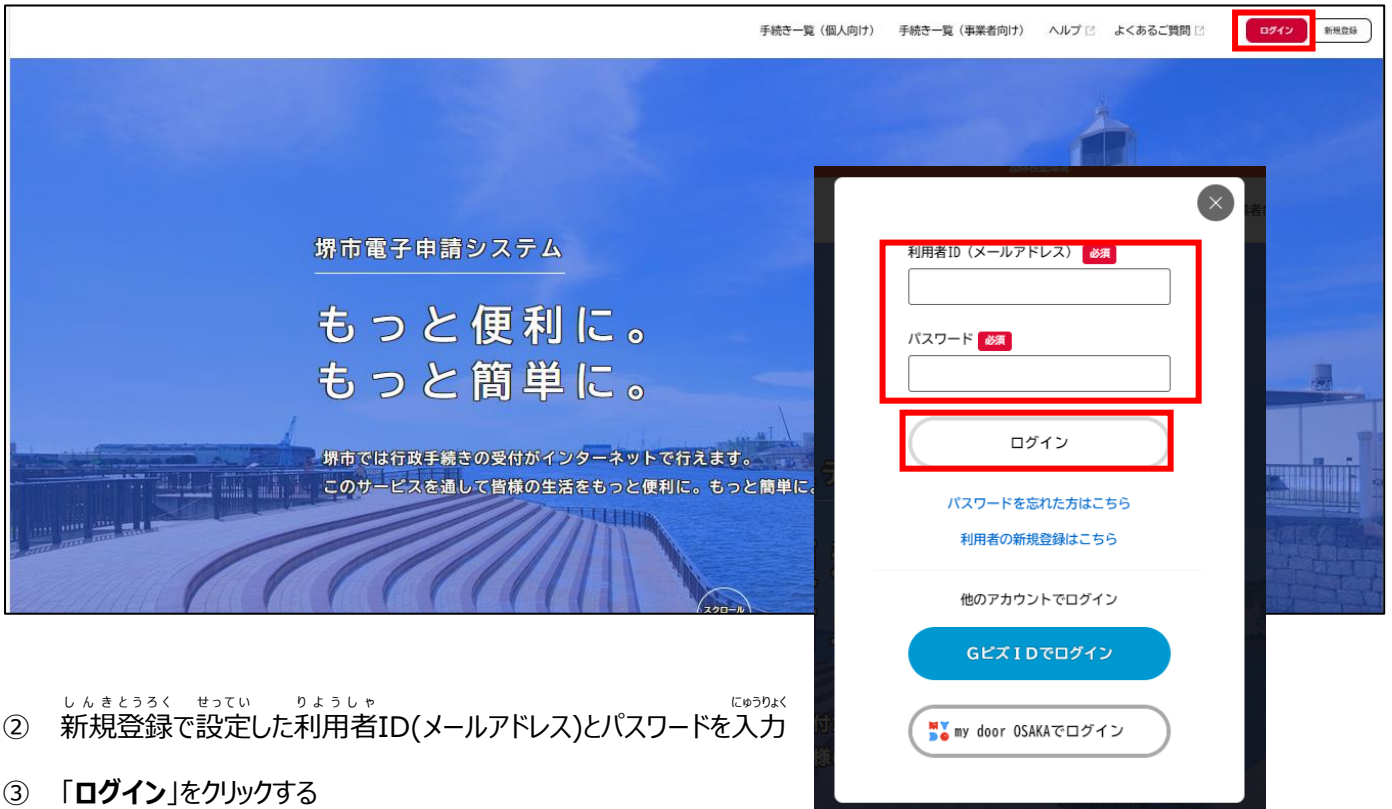 手続き一覧（個人向け） 手続き一覧（事業者向け） ヘルプ よくあるご質問 ログイン 新規登録
堺市電子申請システム
もっと便利に。
もっと簡単に。
堺市では行政手続きの受付がインターネットで行えます。
このサービスを通して皆様の生活をもっと便利に。もっと簡単に。
スクロール
利用者ID（メールアドレス） 必須
パスワード 必須
ログイン
パスワードを忘れた方はこちら
利用者の新規登録はこちら
他のアカウントでログイン
GビズIDでログイン
MY DO my door OSAKAでログイン
しんきとうろく せってい りようしゃ にゅうりょく
② 新規登録で設定した利用者ID(メールアドレス)とパスワードを入力
③ 「ログイン」をクリックする